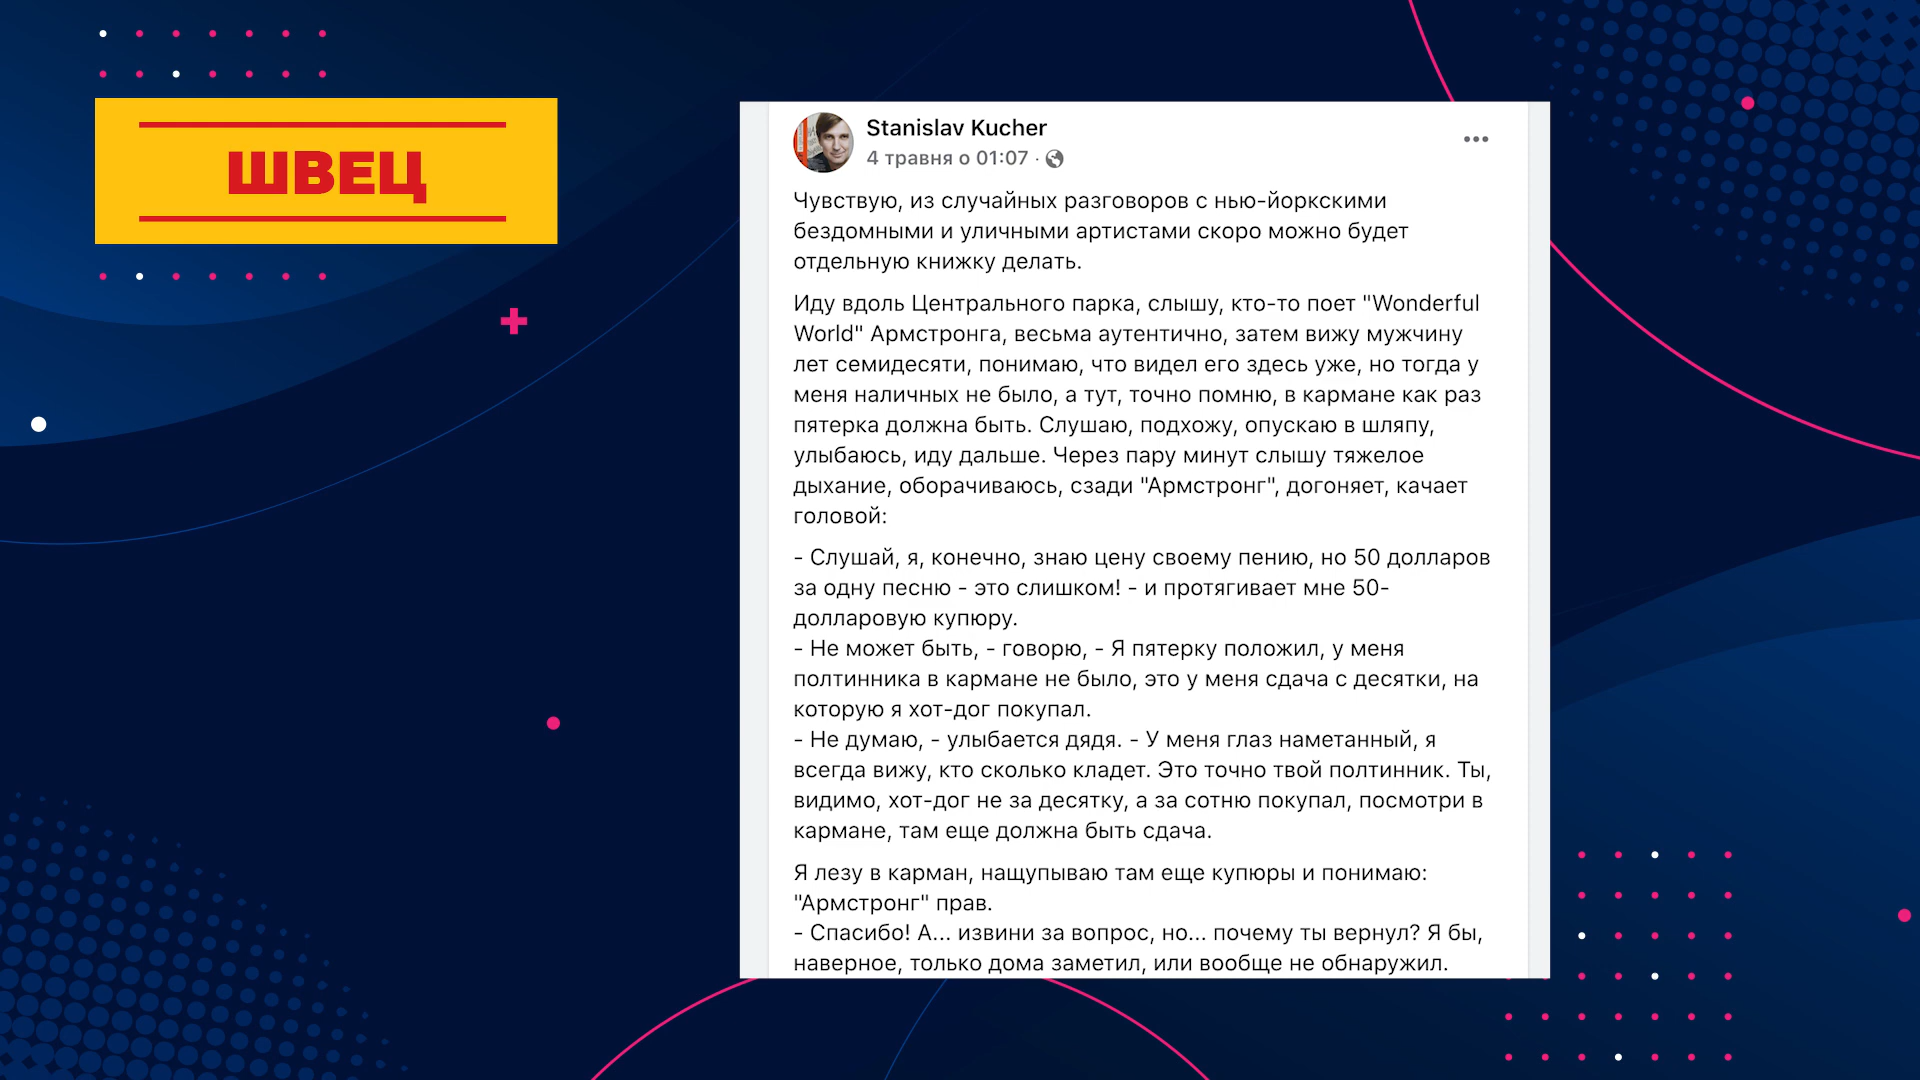 ШВЕЦ
Stanislav Kucher
4 травня о 01:07 ·
Чувствую, из случайных разговоров с нью-йоркскими
бездомными и уличными артистами скоро можно будет
отдельную книжку делать.
Иду вдоль Центрального парка, слышу, кто-то поет "Wonderful
World" Армстронга, весьма аутентично, затем вижу мужчину
лет семидесяти, понимаю, что видел его здесь уже, но тогда у
меня наличных не было, а тут, точно помню, в кармане как раз
пятерка должна быть. Слушаю, подхожу, опускаю в шляпу,
улыбаюсь, иду дальше. Через пару минут слышу тяжелое
дыхание, оборачиваюсь, сзади "Армстронг", догоняет, качает
головой:
- Слушай, я, конечно, знаю цену своему пению, но 50 долларов
за одну песню - это слишком! - и протягивает мне 50-
долларовую купюру.
- Не может быть, - говорю, - Я пятерку положил, у меня
полтинника в кармане не было, это у меня сдача с десятки, на
которую я хот-дог покупал.
- Не думаю, - улыбается дядя. - У меня глаз наметанный, я
всегда вижу, кто сколько кладет. Это точно твой полтинник. Ты,
видимо, хот-дог не за десятку, а за сотню покупал, посмотри в
кармане, там еще должна быть сдача.
Я лезу в карман, нащупываю там еще купюры и понимаю:
"Армстронг" прав.
- Спасибо! А... извини за вопрос, но... почему ты вернул? Я бы,
наверное, только дома заметил, или вообще не обнаружил.